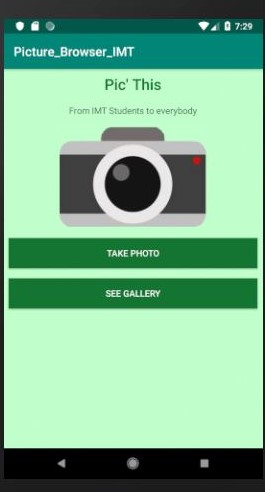 7:29
Picture_Browser_IMT
Pic' This
From IMT Students to everybody
TAKE PHOTO
SEE GALLERY